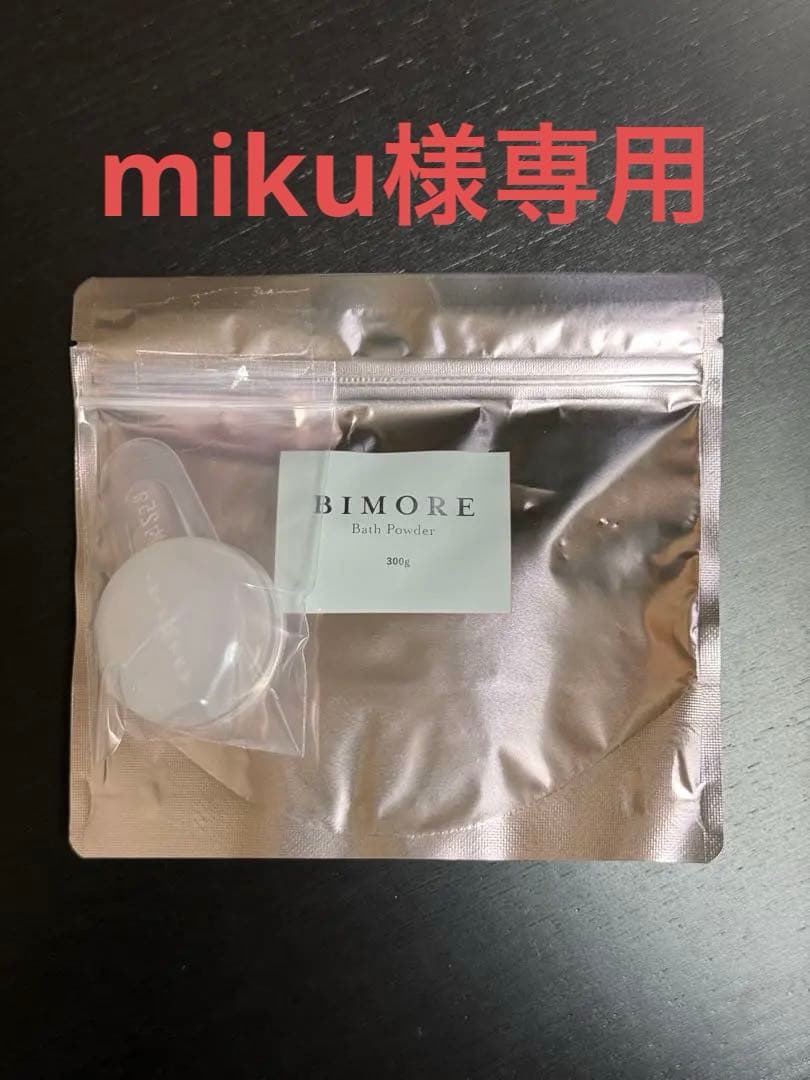 miku様専用
BIMORE
Bath Powder
300g